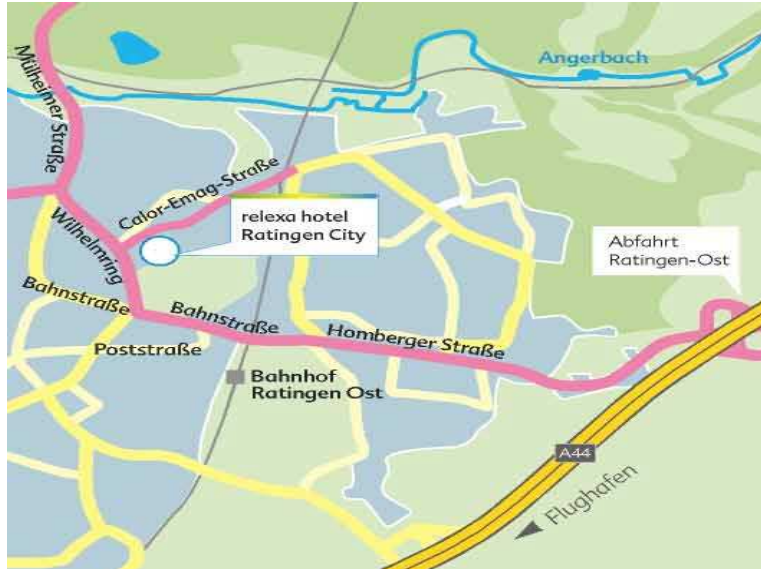 Angerbach
Mülheimer Straße
Calor-Emag-Straße
relexa hotel
Ratingen City
Wilhelmring
Abfahrt
Ratingen-Ost
Bahnstraße
Bahnstraße
Homberger Straße
Poststraße
Bahnhof
Ratingen Ost
A44
Flughafen